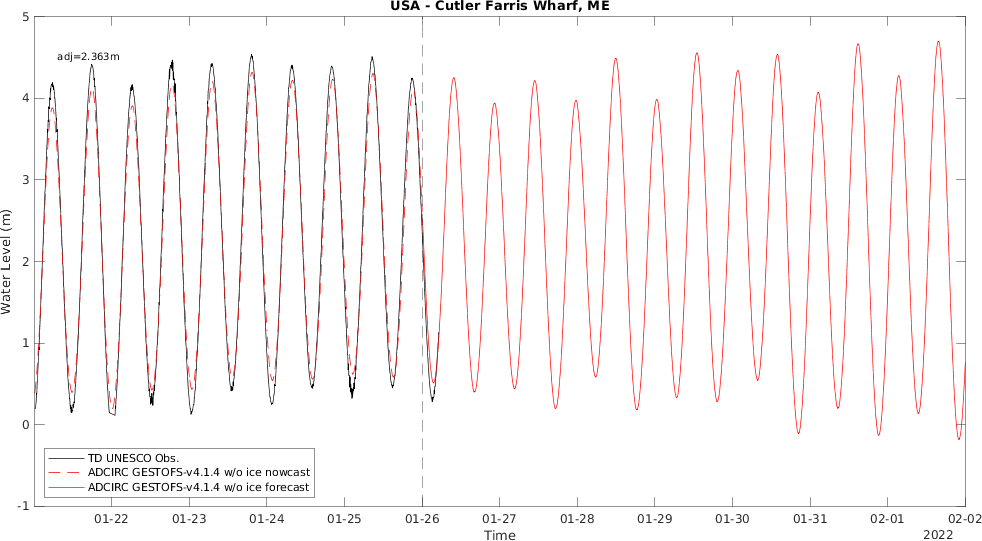 USA - Cutler Farris Wharf, ME
adj=2.363m
5
4
3
2
1
0
-1
Water Level (m)
TD UNESCO Obs.
ADCIRC GESTOFS-v4.1.4 w/o ice nowcast
ADCIRC GESTOFS-v4.1.4 w/o ice forecast
01-22 01-23 01-24 01-25 01-26 01-27 01-28 01-29 01-30 01-31 02-01 02-02
Time
2022